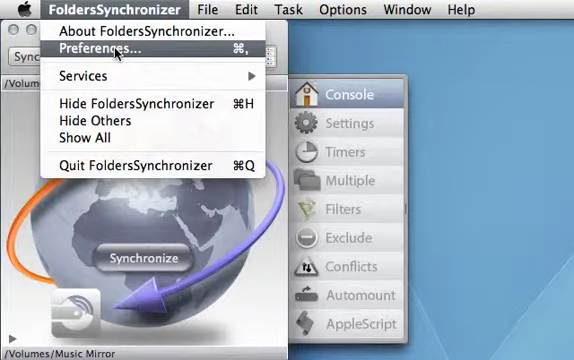 FoldersSynchronizer File Edit Task Options Window Help
About FoldersSynchronizer...
Preferences... ⌘,
Services
Hide FoldersSynchronizer ⌘H
Hide Others
Show All
Quit FoldersSynchronizer ⌘Q
Console
Settings
Timers
Multiple
Filters
Exclude
Conflicts
Automount
AppleScript
Synchronize
/Volumes/Music Mirror